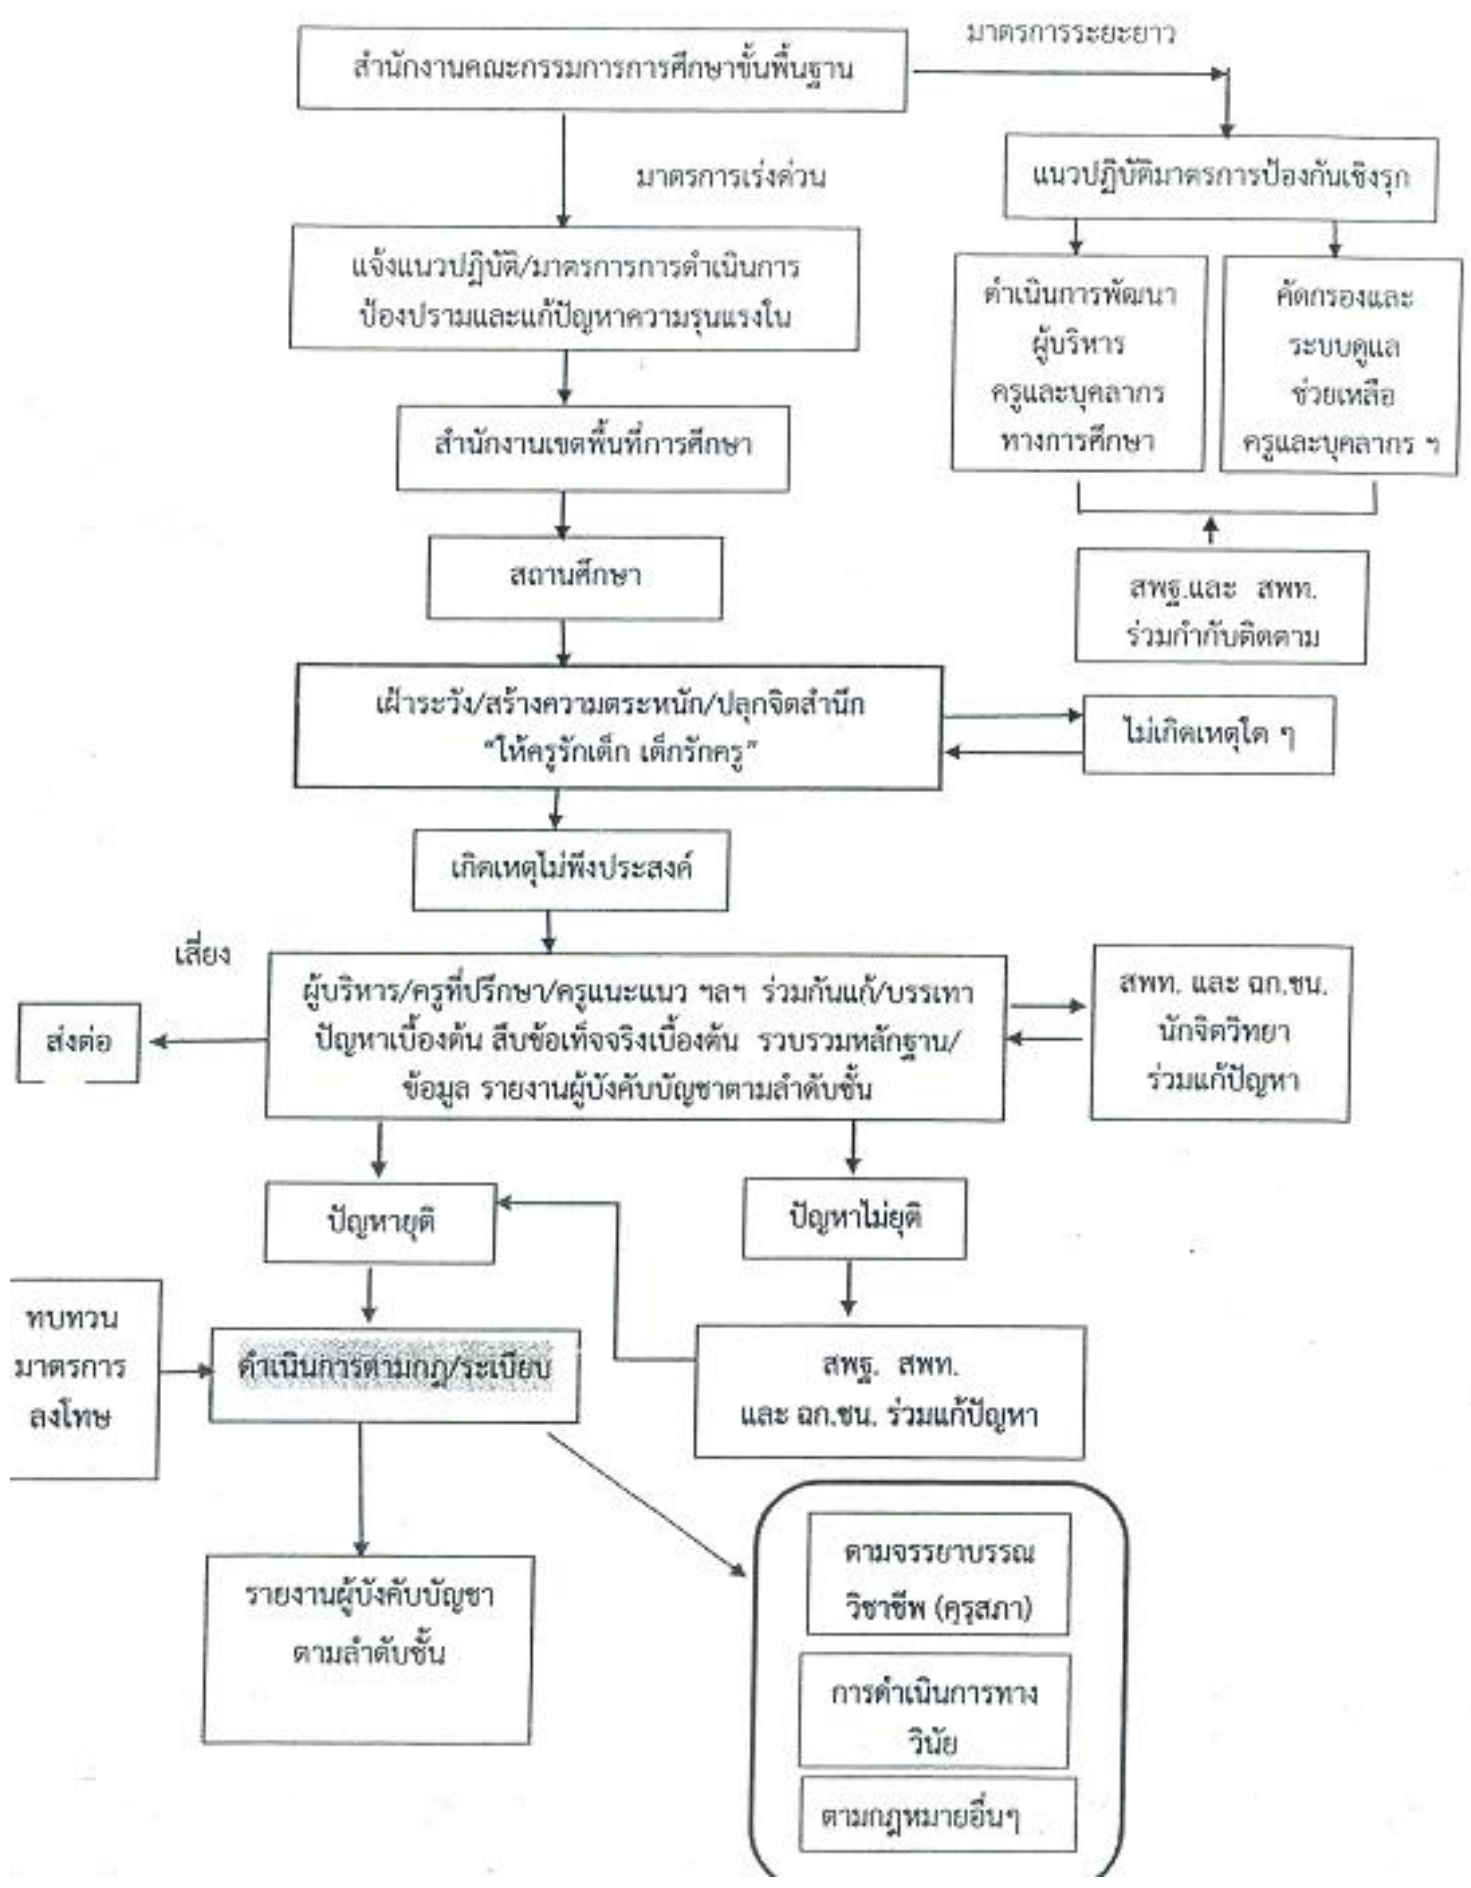 มาตรการระยะยาว
สำนักงานคณะกรรมการการศึกษาขั้นพื้นฐาน
มาตรการเร่งด่วน
แนวปฏิบัติมาตรการป้องกันเชิงรุก
แจ้งแนวปฏิบัติ/มาตรการการดำเนินการ
ป้องปรามและแก้ปัญหาความรุนแรงใน
ดำเนินการพัฒนา
ผู้บริหาร
ครูและบุคลากร
ทางการศึกษา
คัดกรองและ
ระบบดูแล
ช่วยเหลือ
ครูและบุคลากร ฯ
สำนักงานเขตพื้นที่การศึกษา
สถานศึกษา
สพฐ.และ สพท.
ร่วมกำกับติดตาม
เฝ้าระวัง/สร้างความตระหนัก/ปลุกจิตสำนึก
“ให้ครูรักเด็ก เด็กรักครู”
ไม่เกิดเหตุใด ๆ
เกิดเหตุไม่พึงประสงค์
เสี่ยง
ส่งต่อ
ผู้บริหาร/ครูที่ปรึกษา/ครูแนะแนว ฯลฯ ร่วมกันแก้/บรรเทา
ปัญหาเบื้องต้น สืบข้อเท็จจริงเบื้องต้น รวบรวมหลักฐาน/
ข้อมูล รายงานผู้บังคับบัญชาตามลำดับชั้น
สพท. และ ฉก.ชน.
นักจิตวิทยา
ร่วมแก้ปัญหา
ปัญหายุติ
ปัญหาไม่ยุติ
ทบทวน
มาตรการ
ลงโทษ
ดำเนินการตามกฎ/ระเบียบ
สพฐ. สพท.
และ ฉก.ชน. ร่วมแก้ปัญหา
รายงานผู้บังคับบัญชา
ตามลำดับชั้น
ตามจรรยาบรรณ
วิชาชีพ (คุรุสภา)
การดำเนินการทาง
วินัย
ตามกฎหมายอื่นๆ